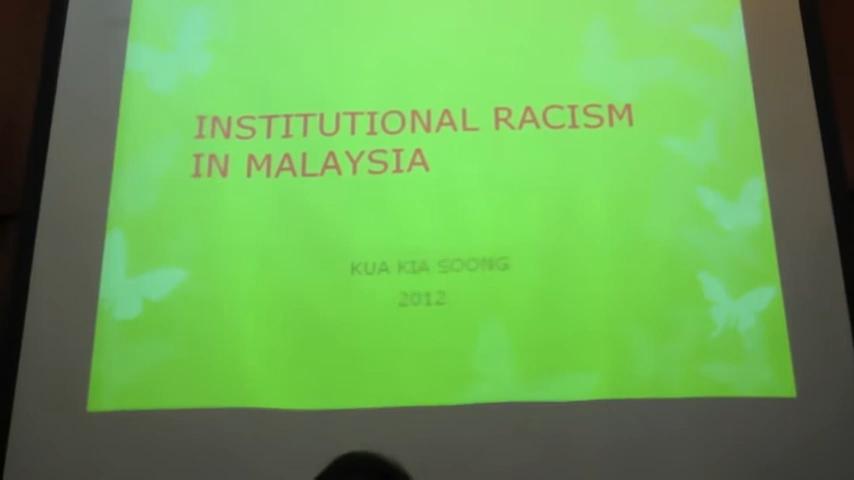 INSTITUTIONAL RACISM
IN MALAYSIA
KUA KIA SOONG
2012